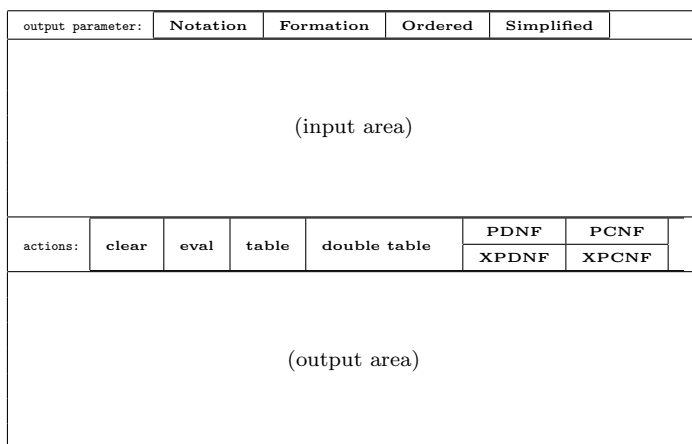 output parameter: Notation Formation Ordered Simplified
(input area)
actions: clear eval table double table PDNF PCNF
XPDNF XPCNF
(output area)